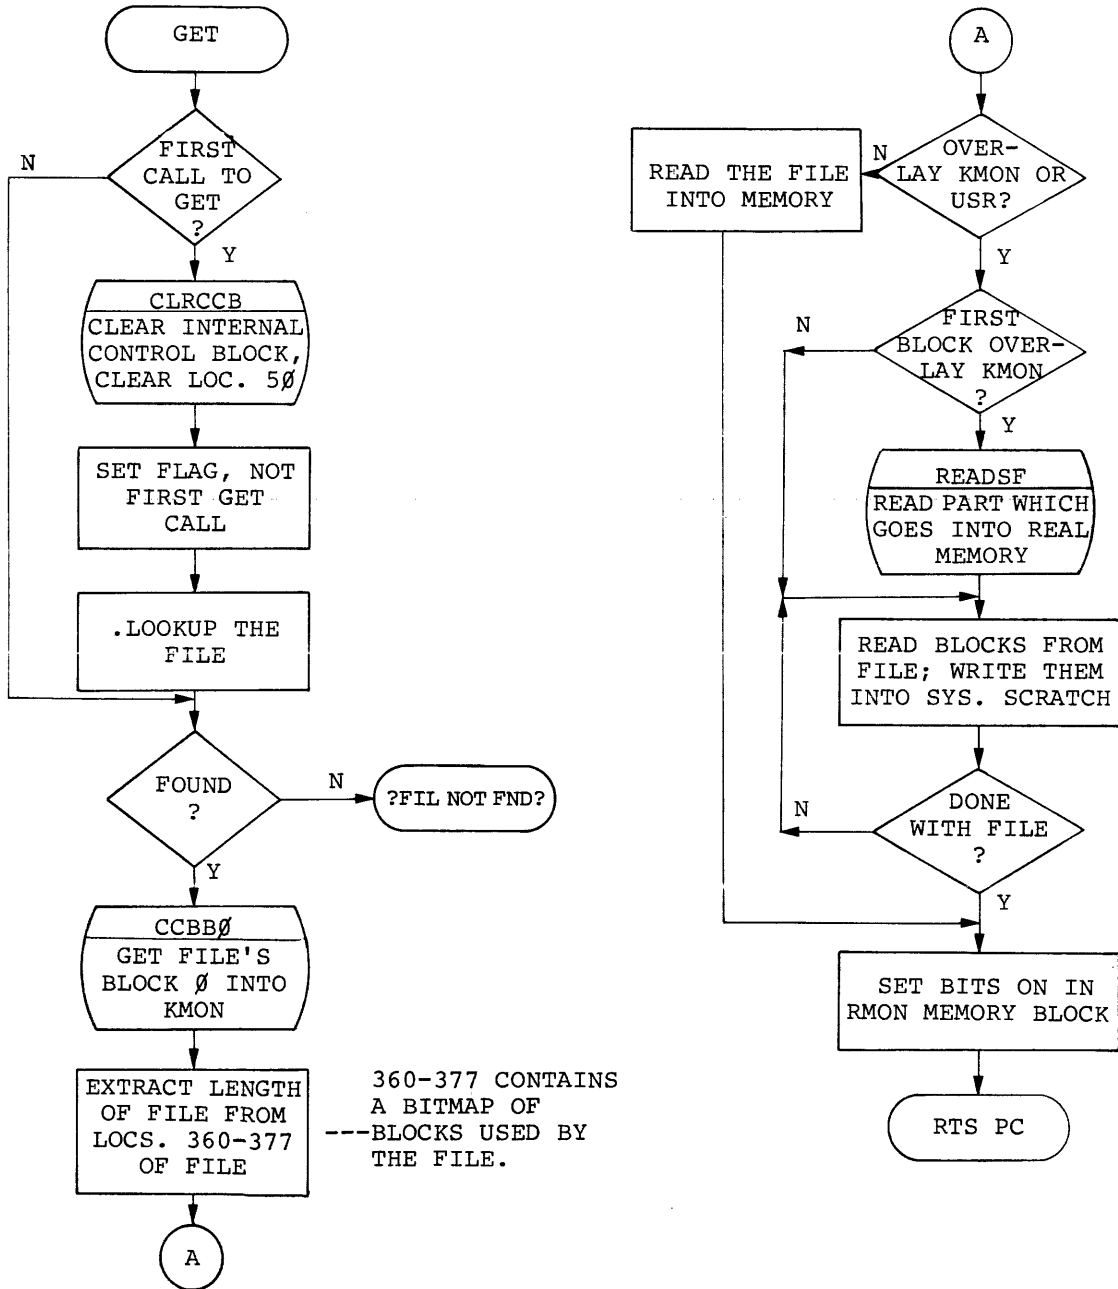 GET
FIRST
CALL TO
GET
?
N
Y
CLRCCB
CLEAR INTERNAL
CONTROL BLOCK,
CLEAR LOC. 5Ø
SET FLAG, NOT
FIRST GET
CALL
.LOOKUP THE
FILE
FOUND
?
N
?FIL NOT FND?
Y
CCBBØ
GET FILE'S
BLOCK Ø INTO
KMON
EXTRACT LENGTH
OF FILE FROM
LOCS. 360-377
OF FILE
360-377 CONTAINS
A BITMAP OF
---BLOCKS USED BY
THE FILE.
A
A
OVER-
LAY KMON OR
USR?
N
READ THE FILE
INTO MEMORY
Y
FIRST
BLOCK OVER-
LAY KMON
?
N
Y
READSF
READ PART WHICH
GOES INTO REAL
MEMORY
READ BLOCKS FROM
FILE; WRITE THEM
INTO SYS. SCRATCH
DONE
WITH FILE
?
N
Y
SET BITS ON IN
RMON MEMORY BLOCK
RTS PC